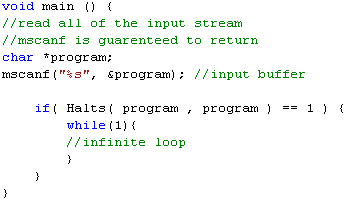 void main () {
//read all of the input stream
//mscanf is guarenteed to return
char *program;
mscanf("%s", &program); //input buffer
if( Halts( program , program ) == 1 ) {
while(1){
//infinite loop
}
}
}